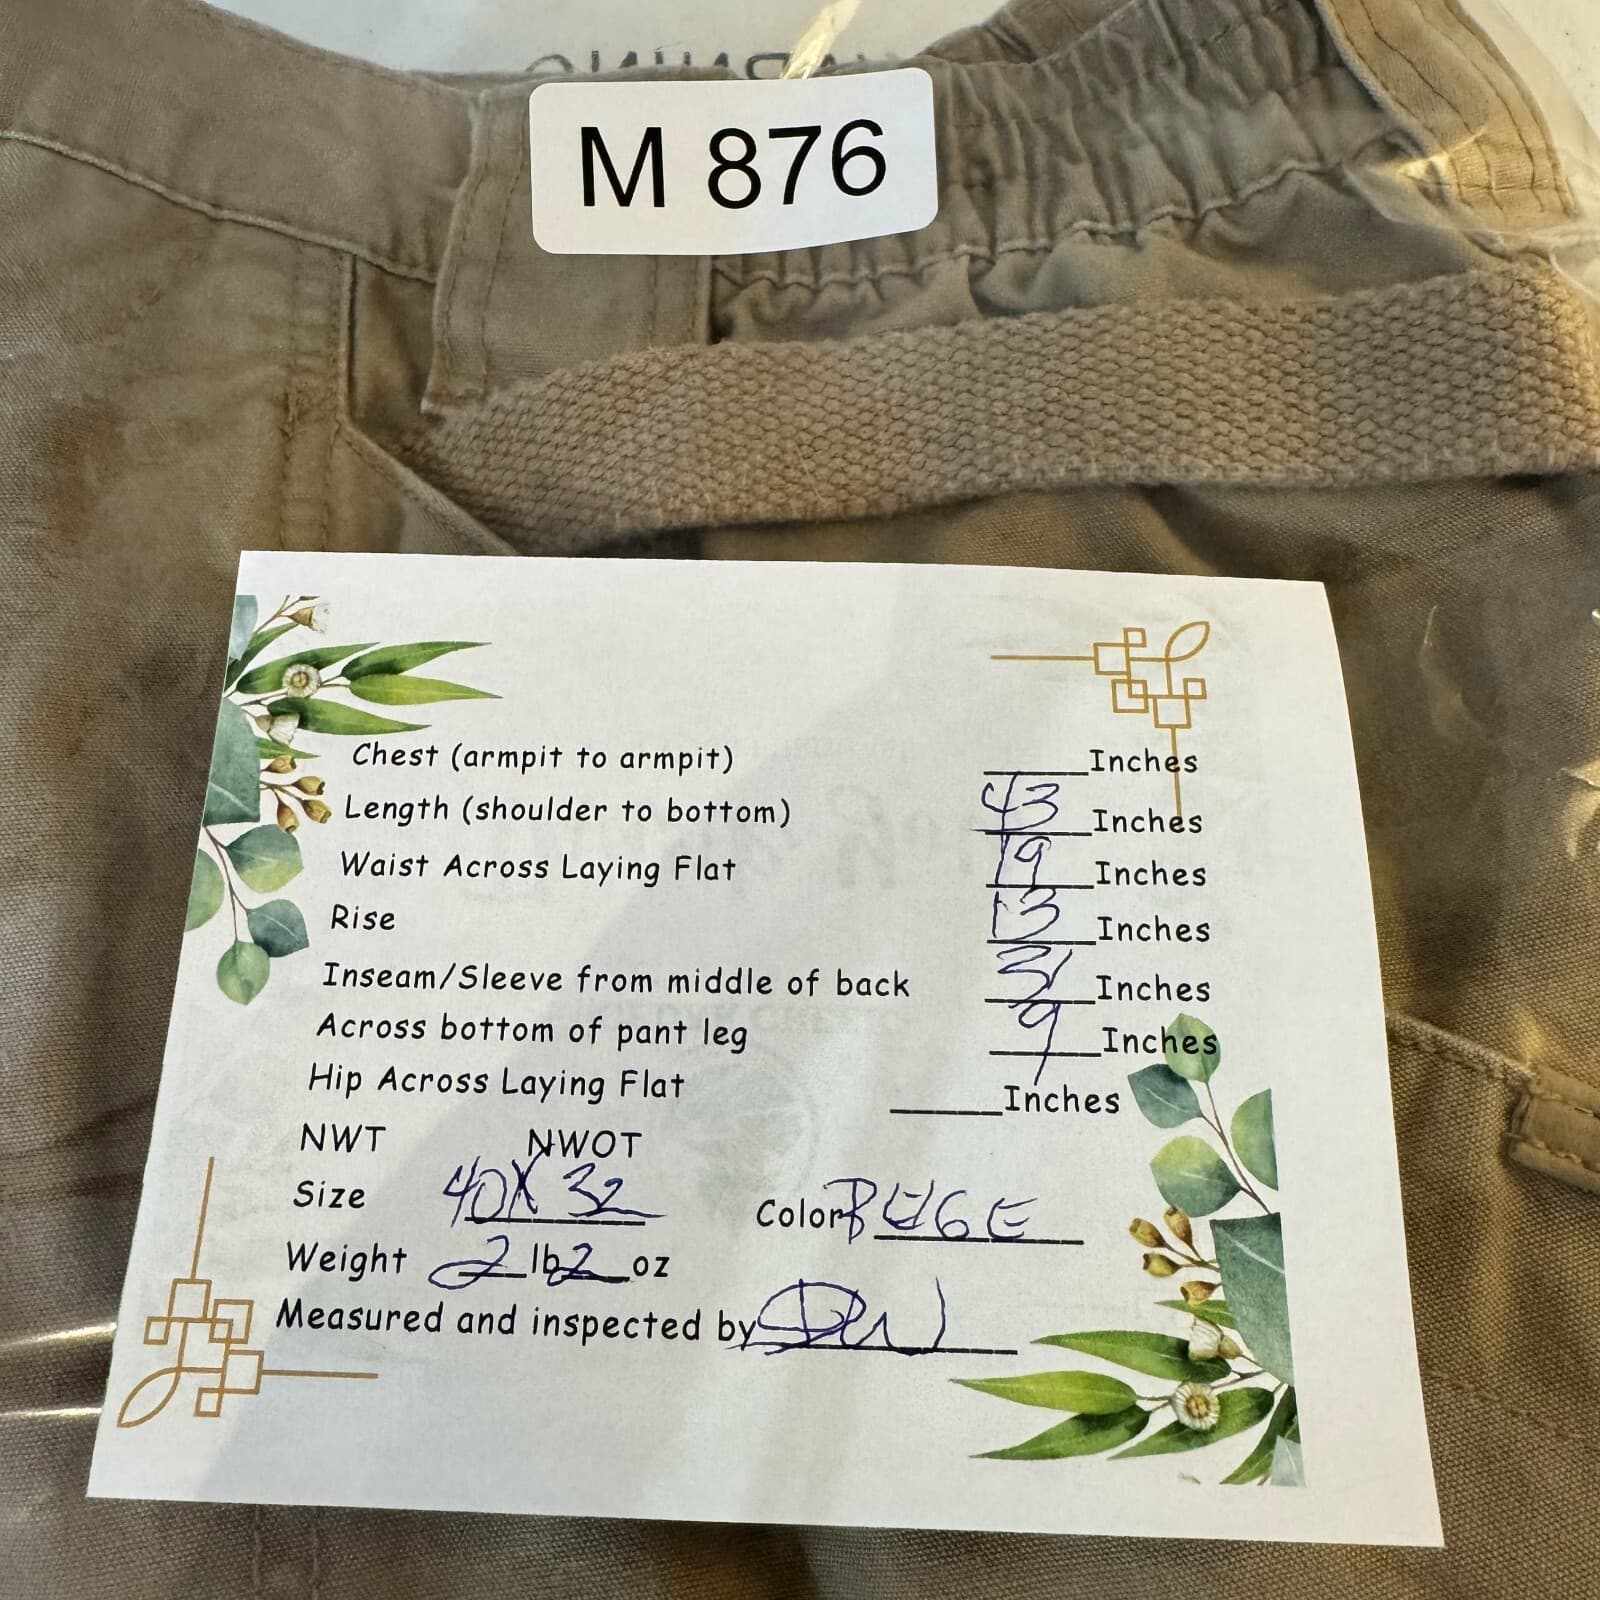 M 876
Chest (armpit to armpit) ______Inches
Length (shoulder to bottom) 43 Inches
Waist Across Laying Flat 19 Inches
Rise 13 Inches
Inseam/Sleeve from middle of back 31 Inches
Across bottom of pant leg 9 Inches
Hip Across Laying Flat ______Inches
NWT NWOT
Size 40X32 Color BEIGE
Weight 2 lb 2 oz
Measured and inspected by